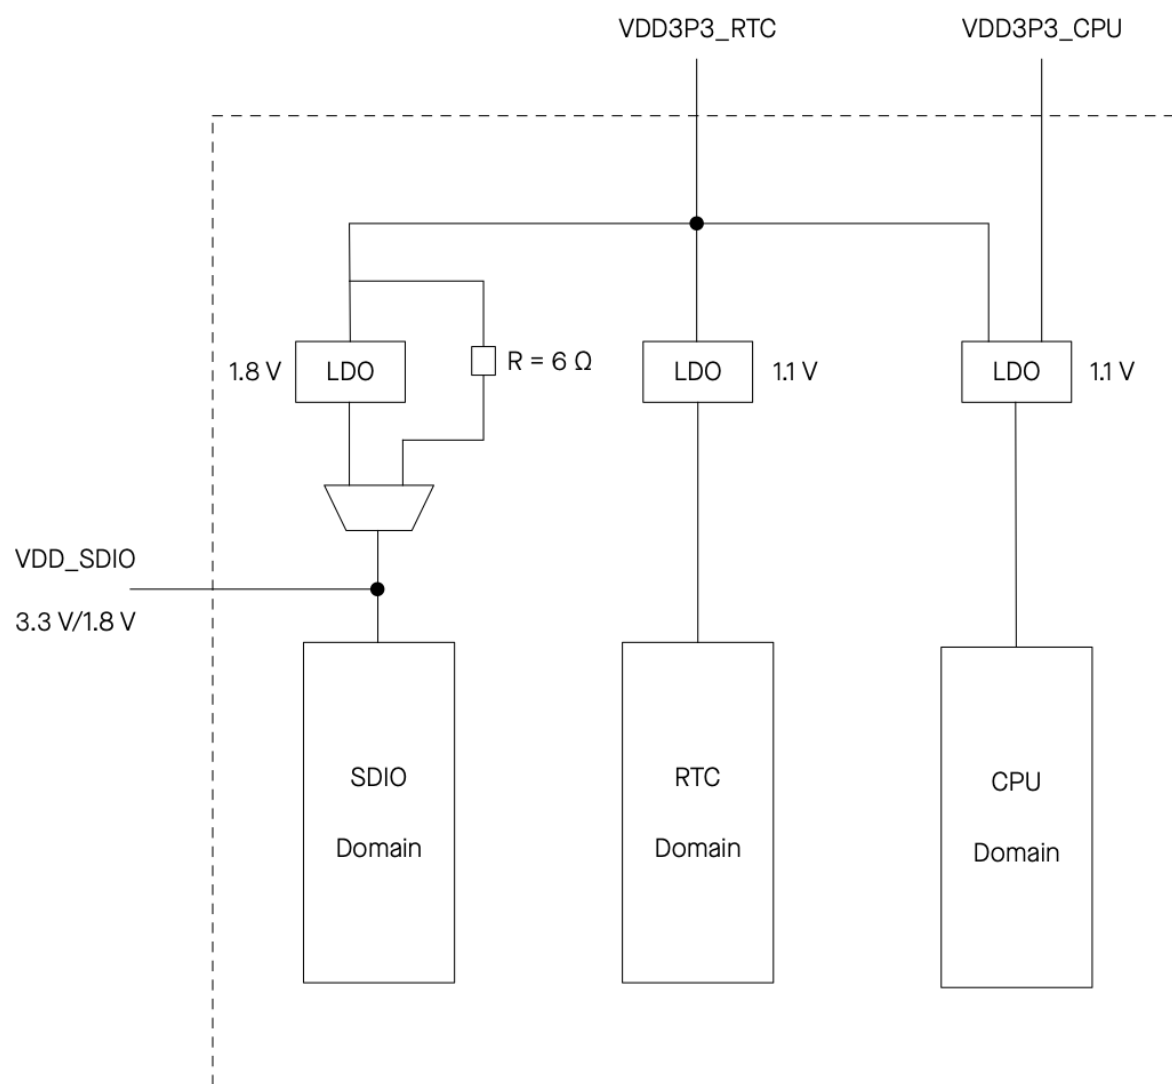 VDD3P3_RTC
VDD3P3_CPU
1.8 V
LDO
R = 6 Ω
LDO
1.1 V
LDO
1.1 V
VDD_SDIO
3.3 V/1.8 V
SDIO
Domain
RTC
Domain
CPU
Domain